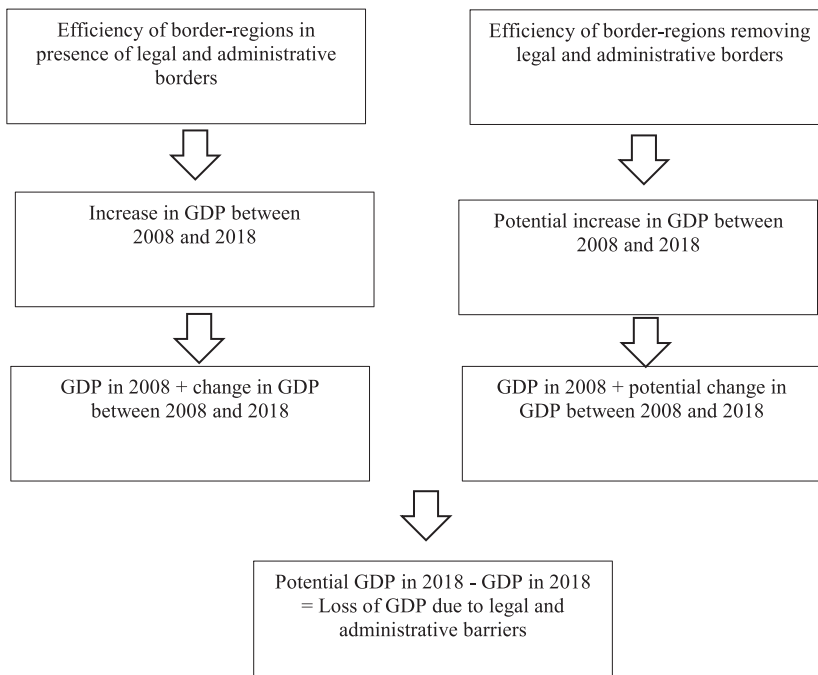 Efficiency of border-regions in
presence of legal and administrative
borders
Efficiency of border-regions removing
legal and administrative borders
Increase in GDP between
2008 and 2018
Potential increase in GDP between
2008 and 2018
GDP in 2008 + change in GDP
between 2008 and 2018
GDP in 2008 + potential change in
GDP between 2008 and 2018
Potential GDP in 2018 - GDP in 2018
= Loss of GDP due to legal and
administrative barriers